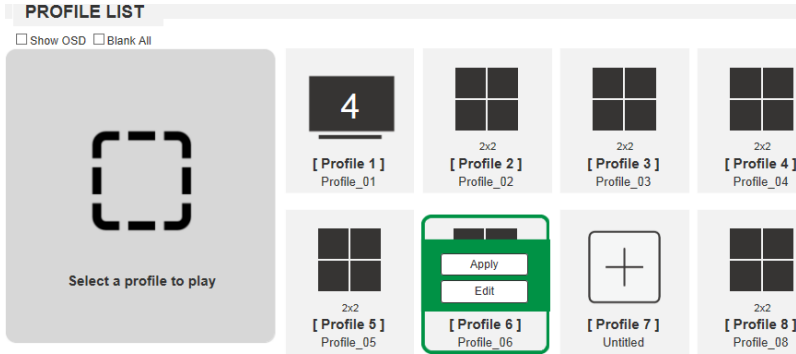 PROFILE LIST
Show OSD Blank All
4
2x2
2x2
2x2
[ Profile 1 ]
[ Profile 2 ]
[ Profile 3 ]
[ Profile 4 ]
Profile_01
Profile_02
Profile_03
Profile_04
Select a profile to play
Apply
Edit
2x2
2x2
[ Profile 5 ]
[ Profile 6 ]
[ Profile 7 ]
[ Profile 8 ]
Profile_05
Profile_06
Untitled
Profile_08